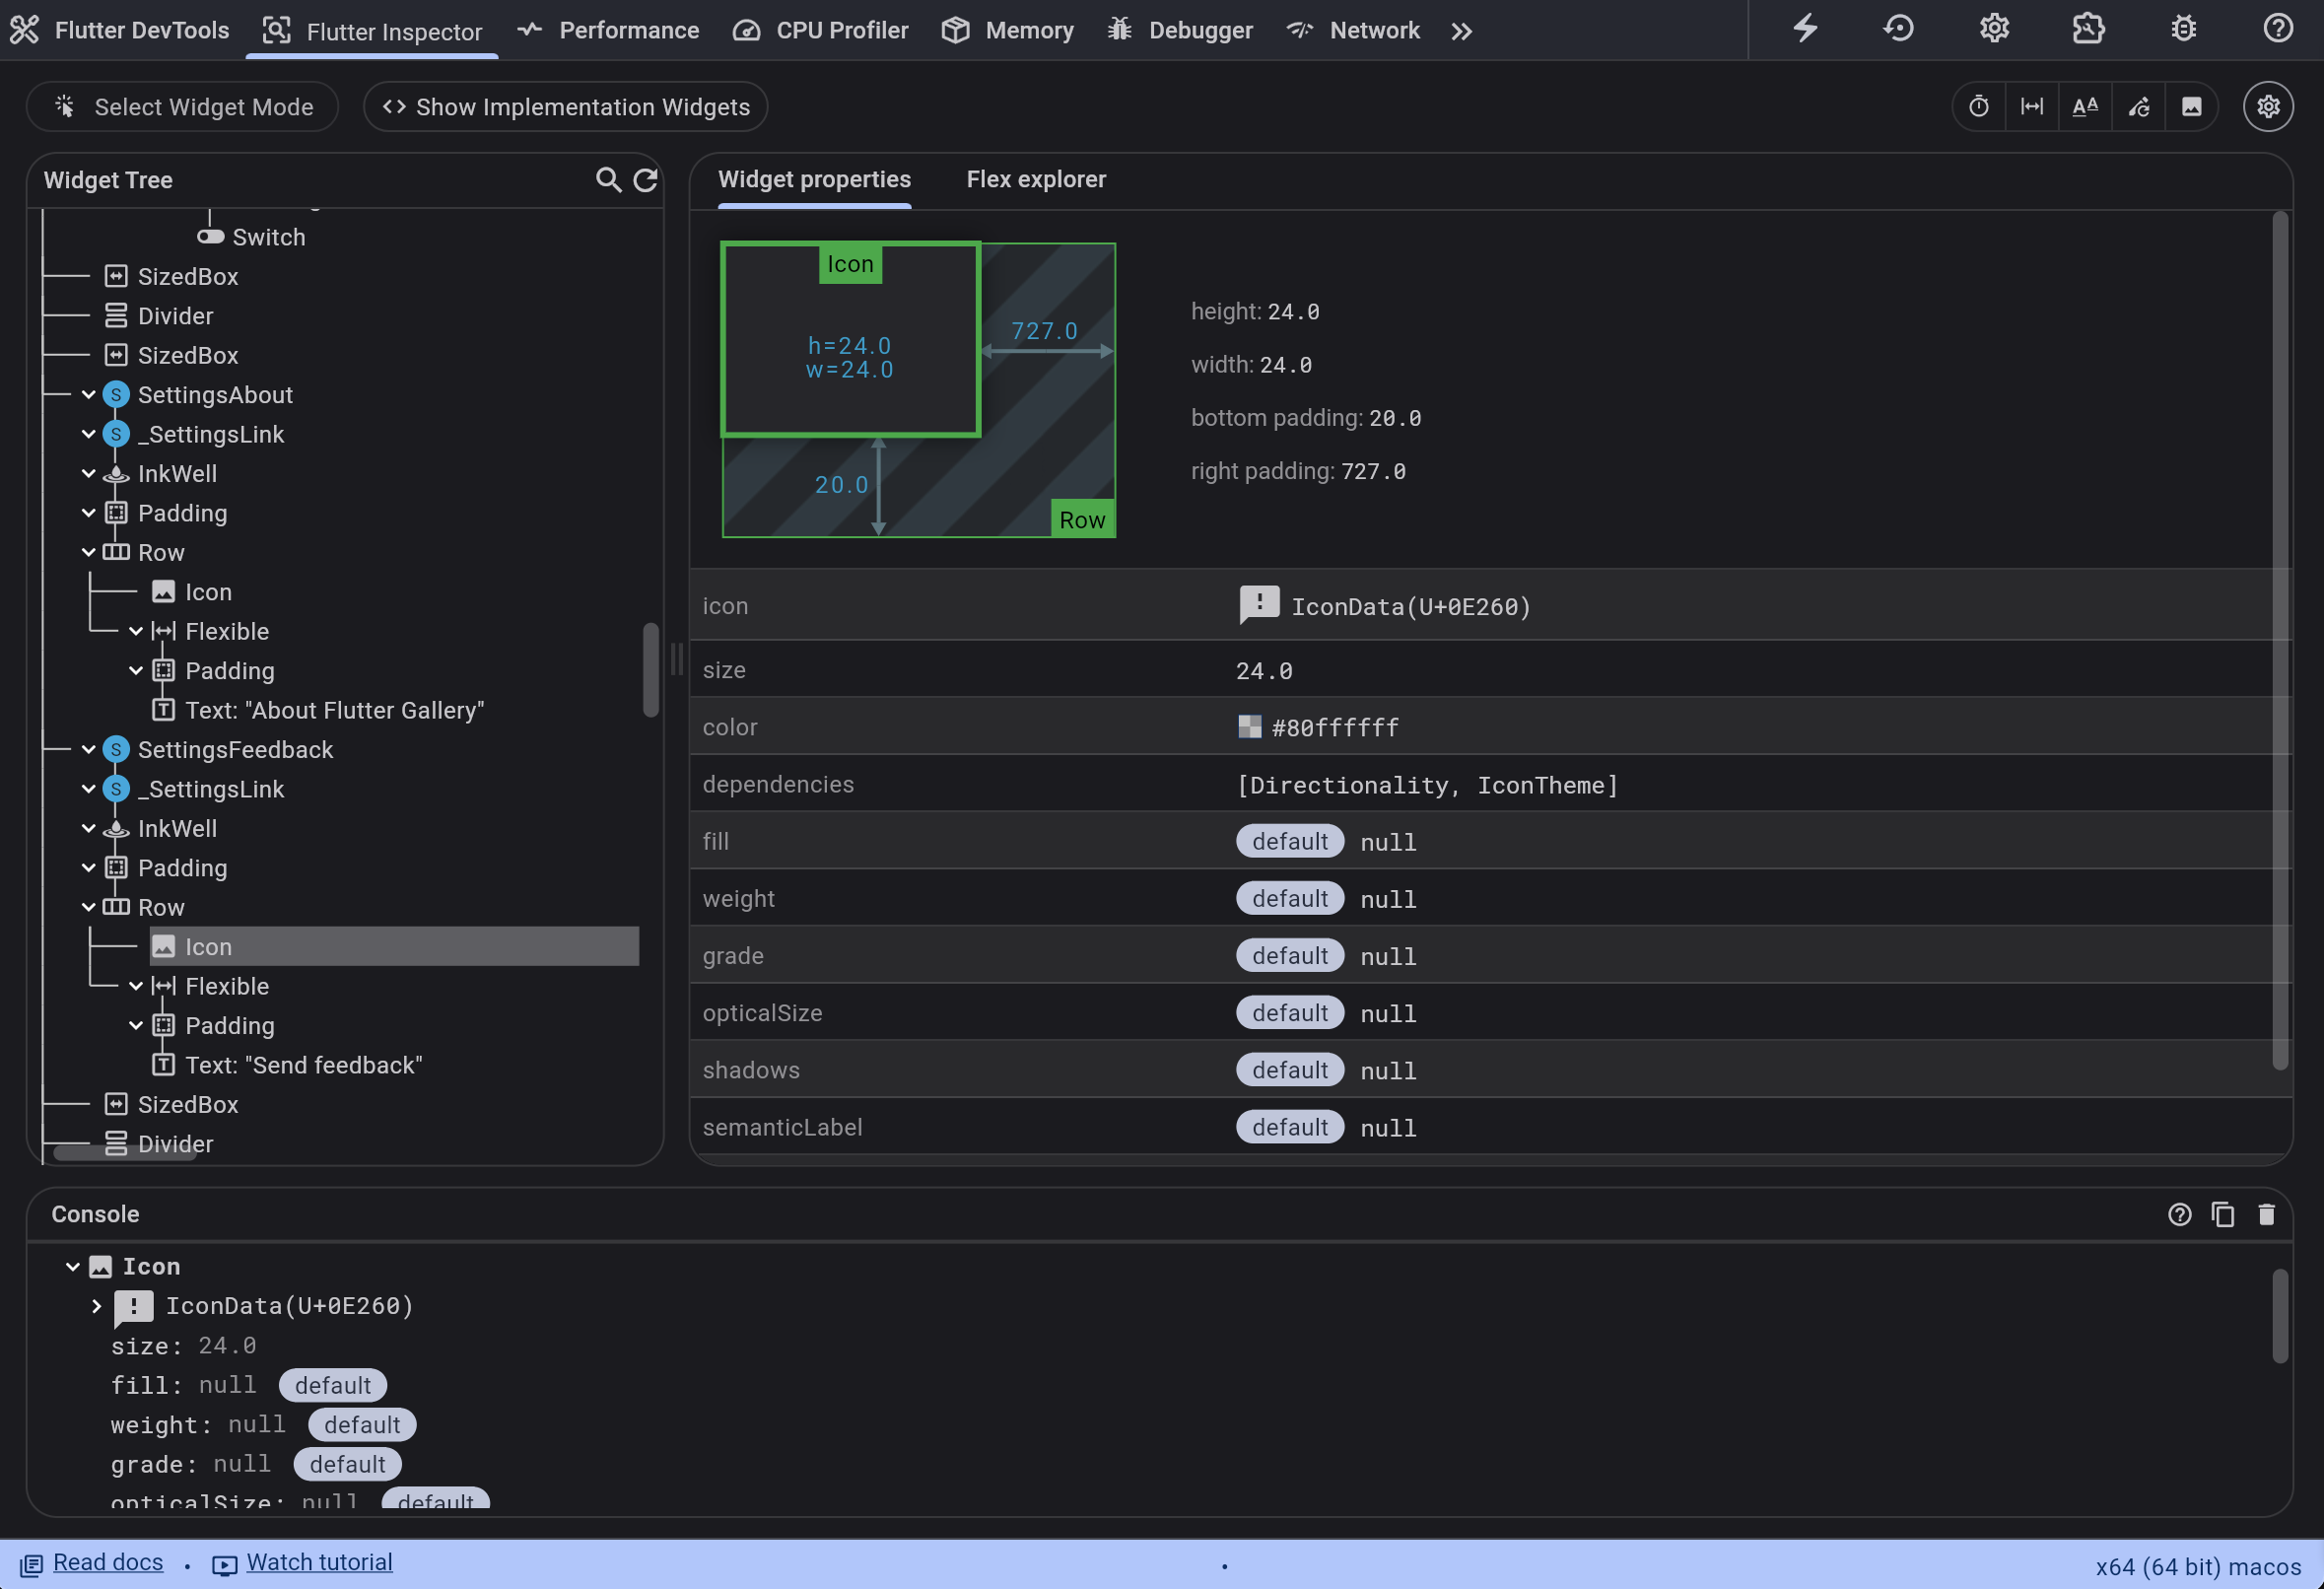 Flutter DevTools Flutter Inspector Performance CPU Profiler Memory Debugger Network
Select Widget Mode Show Implementation Widgets
Widget Tree
Switch
SizedBox
Divider
SizedBox
S SettingsAbout
S _SettingsLink
InkWell
Padding
Row
Icon
Flexible
Padding
Text: "About Flutter Gallery"
S SettingsFeedback
S _SettingsLink
InkWell
Padding
Row
Icon
Flexible
Padding
Text: "Send feedback"
SizedBox
Divider
Widget properties Flex explorer
Icon
h=24.0
w=24.0
727.0
20.0
Row
height: 24.0
width: 24.0
bottom padding: 20.0
right padding: 727.0
icon IconData(U+0E260)
size 24.0
color #80ffffff
dependencies [Directionality, IconTheme]
fill default null
weight default null
grade default null
opticalSize default null
shadows default null
semanticLabel default null
Console
Icon
IconData(U+0E260)
size: 24.0
fill: null default
weight: null default
grade: null default
opticalSize: null default
Read docs • Watch tutorial • x64 (64 bit) macos